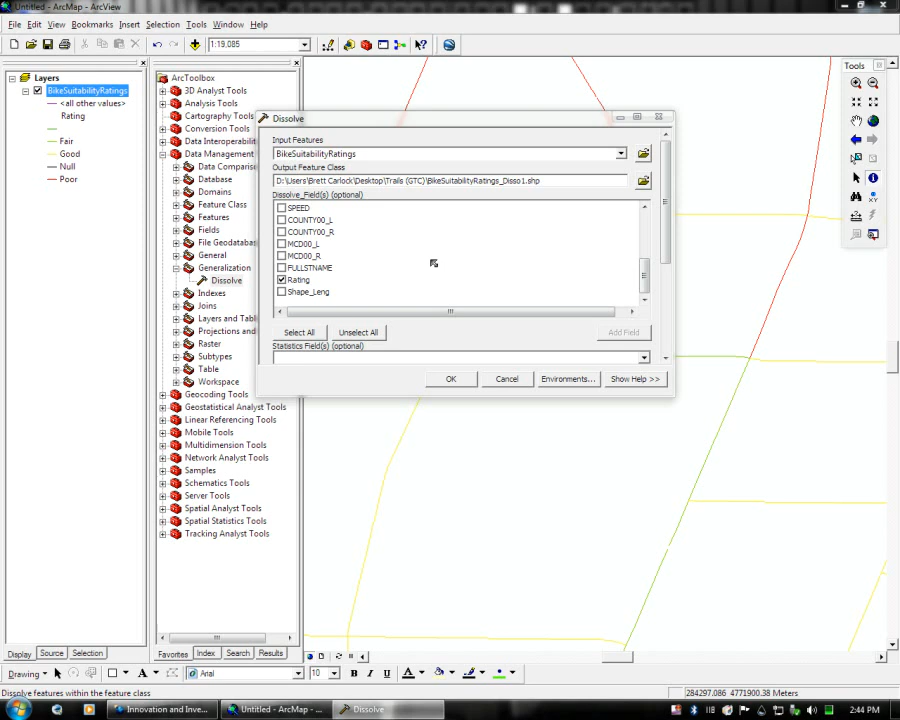 Untitled - ArcMap - ArcView
File Edit View Bookmarks Insert Selection Tools Window Help
1:19,085
Layers
BikeSuitabilityRatings
<all other values>
Rating
Fair
Good
Null
Poor
Display Source Selection
ArcToolbox
3D Analyst Tools
Analysis Tools
Cartography Tools
Conversion Tools
Data Interoperabili
Data Management
Data Comparis
Database
Domains
Feature Class
Features
Fields
File Geodatabas
General
Generalization
Dissolve
Indexes
Joins
Layers and Tabl
Projections and
Raster
Subtypes
Table
Workspace
Geocoding Tools
Geostatistical Analyst Tools
Linear Referencing Tools
Mobile Tools
Multidimension Tools
Network Analyst Tools
Samples
Schematics Tools
Server Tools
Spatial Analyst Tools
Spatial Statistics Tools
Tracking Analyst Tools
Favorites Index Search Results
Dissolve
Input Features
BikeSuitabilityRatings
Output Feature Class
D:\Users\Brett Carlock\Desktop\Trails (GTC)\BikeSuitabilityRatings_Disso1.shp
Dissolve_Field(s) (optional)
SPEED
COUNTY00_L
COUNTY00_R
MCD00_L
MCD00_R
FULLSTNAME
Rating
Shape_Leng
Select All Unselect All Add Field
Statistics Field(s) (optional)
OK Cancel Environments... Show Help >>
Tools
Drawing Arial 10 B I U A
Dissolve features within the feature class
284297.086 4771900.38 Meters
Innovation and Inve... Untitled - ArcMap - ... Dissolve 2:44 PM